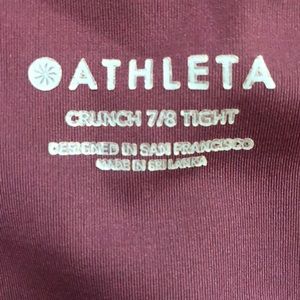 ATHLETA
CRUNCH 7/8 TIGHT
DESIGNED IN SAN FRANCISCO
MADE IN SRI LANKA